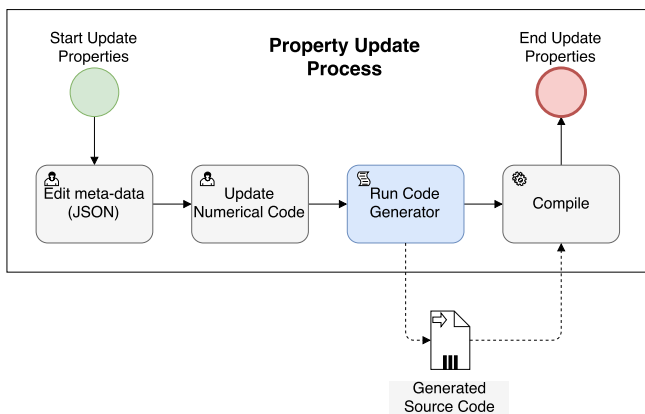 Start Update
Properties
Property Update
Process
End Update
Properties
Edit meta-data
(JSON)
Update
Numerical Code
Run Code
Generator
Compile
Generated
Source Code